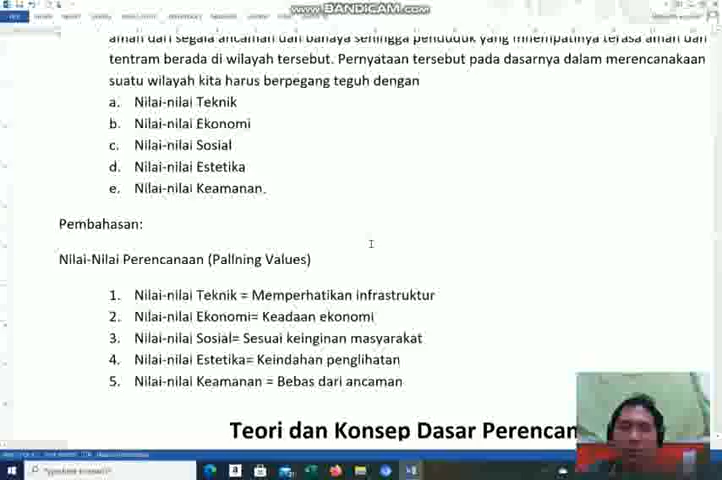 www.BANDICAM.com
aman dari segala ancaman dan bahaya sehingga penduduk yang mnempatinya terasa aman dan
tentram berada di wilayah tersebut. Pernyataan tersebut pada dasarnya dalam merencanakaan
suatu wilayah kita harus berpegang teguh dengan
a. Nilai-nilai Teknik
b. Nilai-nilai Ekonomi
c. Nilai-nilai Sosial
d. Nilai-nilai Estetika
e. Nilai-nilai Keamanan.
Pembahasan:
Nilai-Nilai Perencanaan (Pallning Values)
1. Nilai-nilai Teknik = Memperhatikan infrastruktur
2. Nilai-nilai Ekonomi= Keadaan ekonomi
3. Nilai-nilai Sosial= Sesuai keinginan masyarakat
4. Nilai-nilai Estetika= Keindahan penglihatan
5. Nilai-nilai Keamanan = Bebas dari ancaman
Teori dan Konsep Dasar Perencan